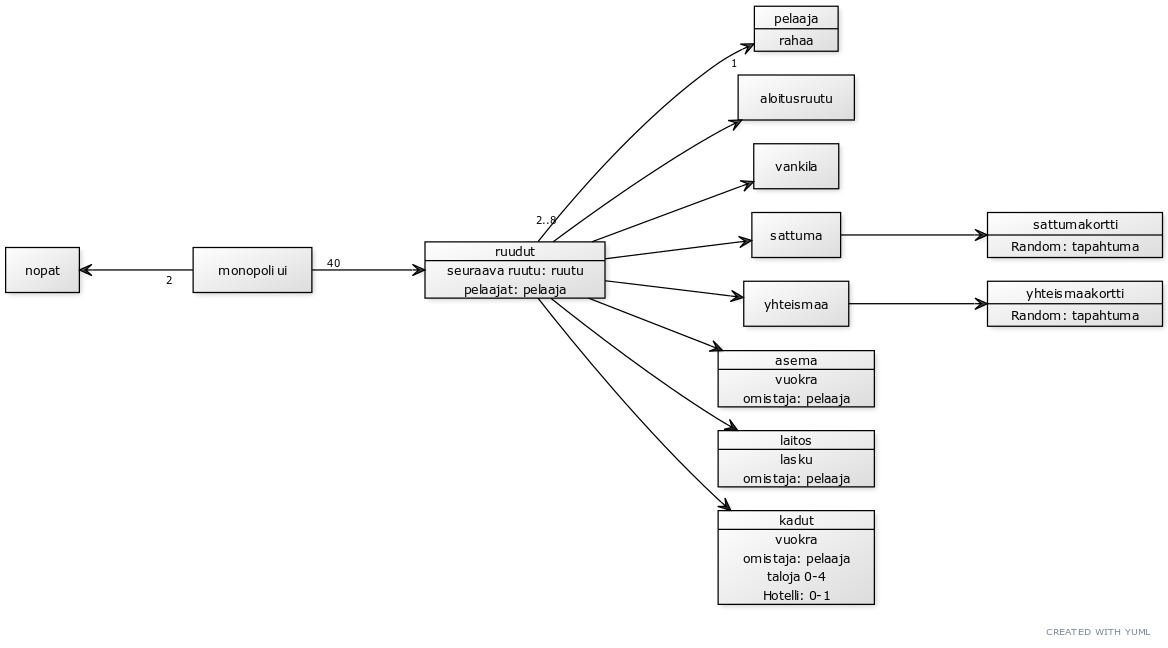 nopat
2
monopoli ui
40
ruudut
seuraava ruutu: ruutu
pelaajat: pelaaja
2..8
1
pelaaja
rahaa
aloitusruutu
vankila
sattuma
sattumakortti
Random: tapahtuma
yhteismaa
yhteismaakortti
Random: tapahtuma
asema
vuokra
omistaja: pelaaja
laitos
lasku
omistaja: pelaaja
kadut
vuokra
omistaja: pelaaja
taloja 0-4
Hotelli: 0-1
CREATED WITH YUML